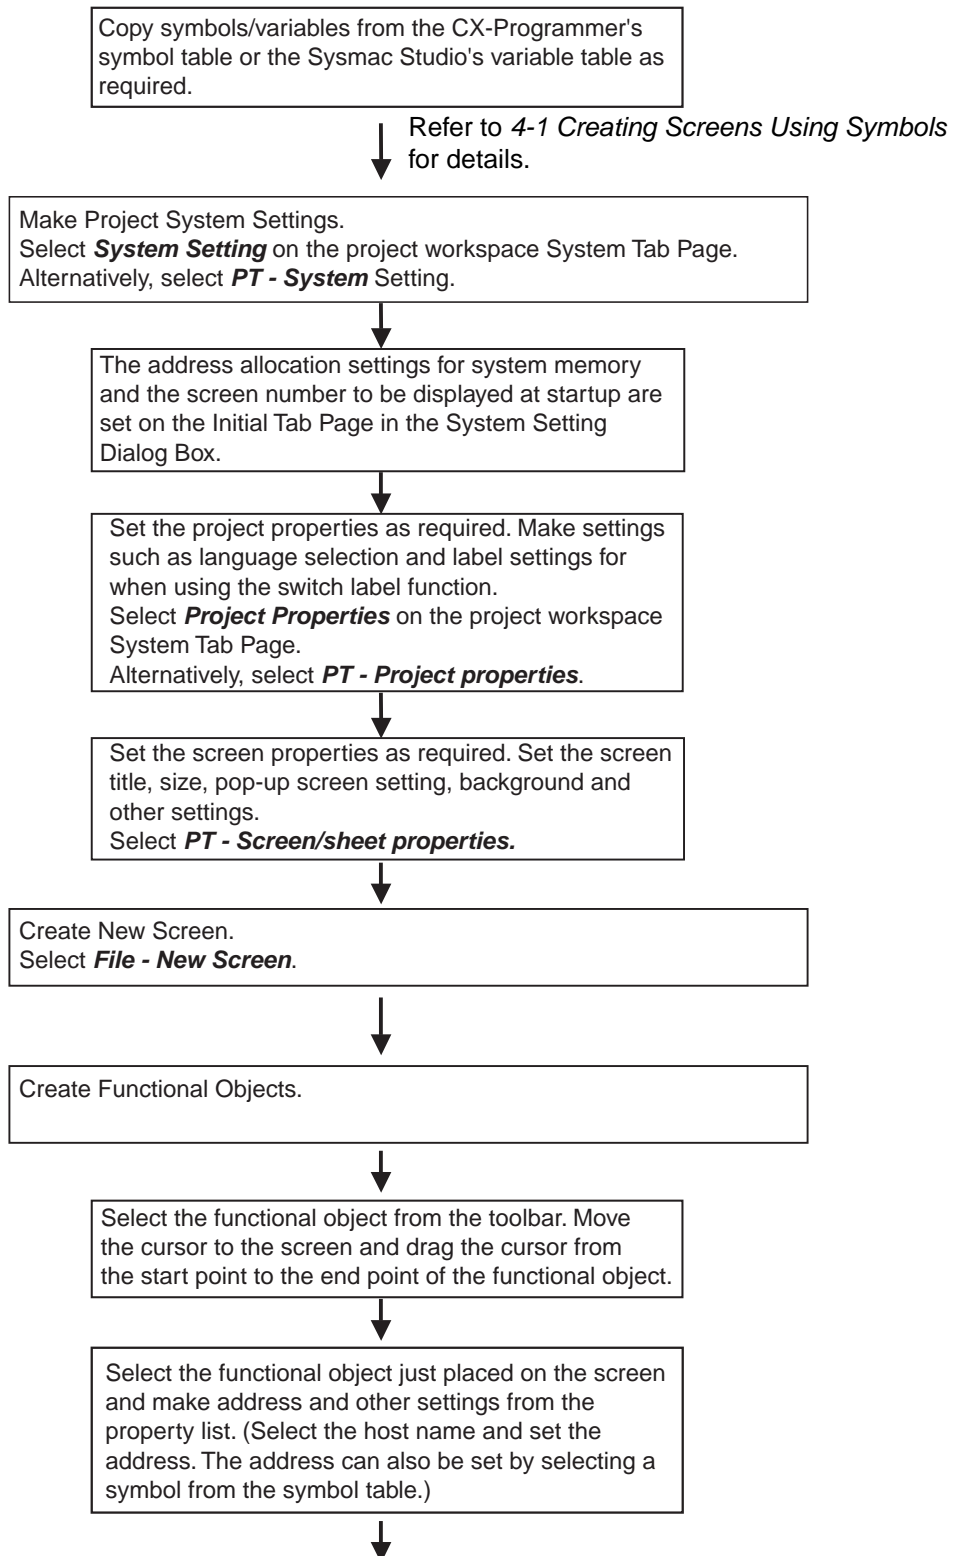 Copy symbols/variables from the CX-Programmer's
symbol table or the Sysmac Studio's variable table as
required.
Refer to 4-1 Creating Screens Using Symbols
for details.
Make Project System Settings.
Select System Setting on the project workspace System Tab Page.
Alternatively, select PT - System Setting.
The address allocation settings for system memory
and the screen number to be displayed at startup are
set on the Initial Tab Page in the System Setting
Dialog Box.
Set the project properties as required. Make settings
such as language selection and label settings for
when using the switch label function.
Select Project Properties on the project workspace
System Tab Page.
Alternatively, select PT - Project properties.
Set the screen properties as required. Set the screen
title, size, pop-up screen setting, background and
other settings.
Select PT - Screen/sheet properties.
Create New Screen.
Select File - New Screen.
Create Functional Objects.
Select the functional object from the toolbar. Move
the cursor to the screen and drag the cursor from
the start point to the end point of the functional object.
Select the functional object just placed on the screen
and make address and other settings from the
property list. (Select the host name and set the
address. The address can also be set by selecting a
symbol from the symbol table.)